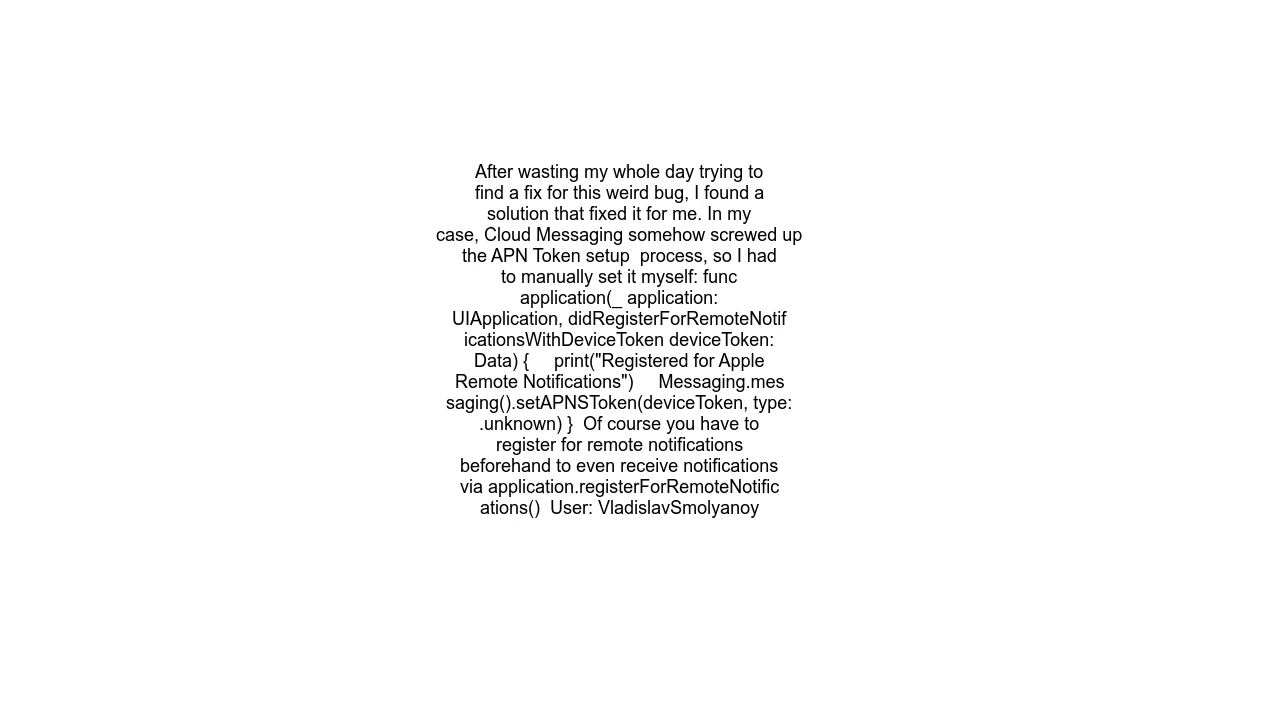 After wasting my whole day trying to
find a fix for this weird bug, I found a
solution that fixed it for me. In my
case, Cloud Messaging somehow screwed up
the APN Token setup  process, so I had
to manually set it myself: func
application(_ application:
UIApplication, didRegisterForRemoteNotif
icationsWithDeviceToken deviceToken:
Data) {     print("Registered for Apple
Remote Notifications")     Messaging.mes
saging().setAPNSToken(deviceToken, type:
.unknown) }  Of course you have to
register for remote notifications
beforehand to even receive notifications
via application.registerForRemoteNotific
ations()  User: VladislavSmolyanoy